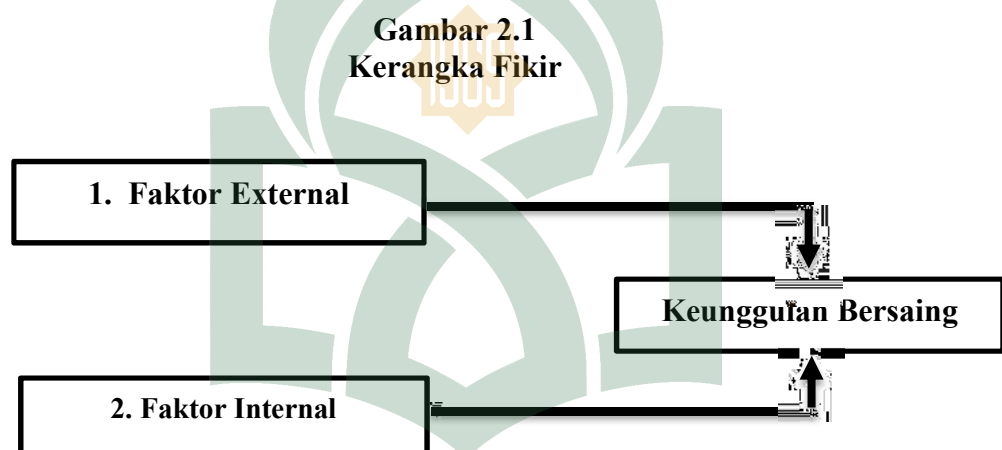 Gambar 2.1
Kerangka Fikir
1. Faktor External
Keunggulan Bersaing
2. Faktor Internal